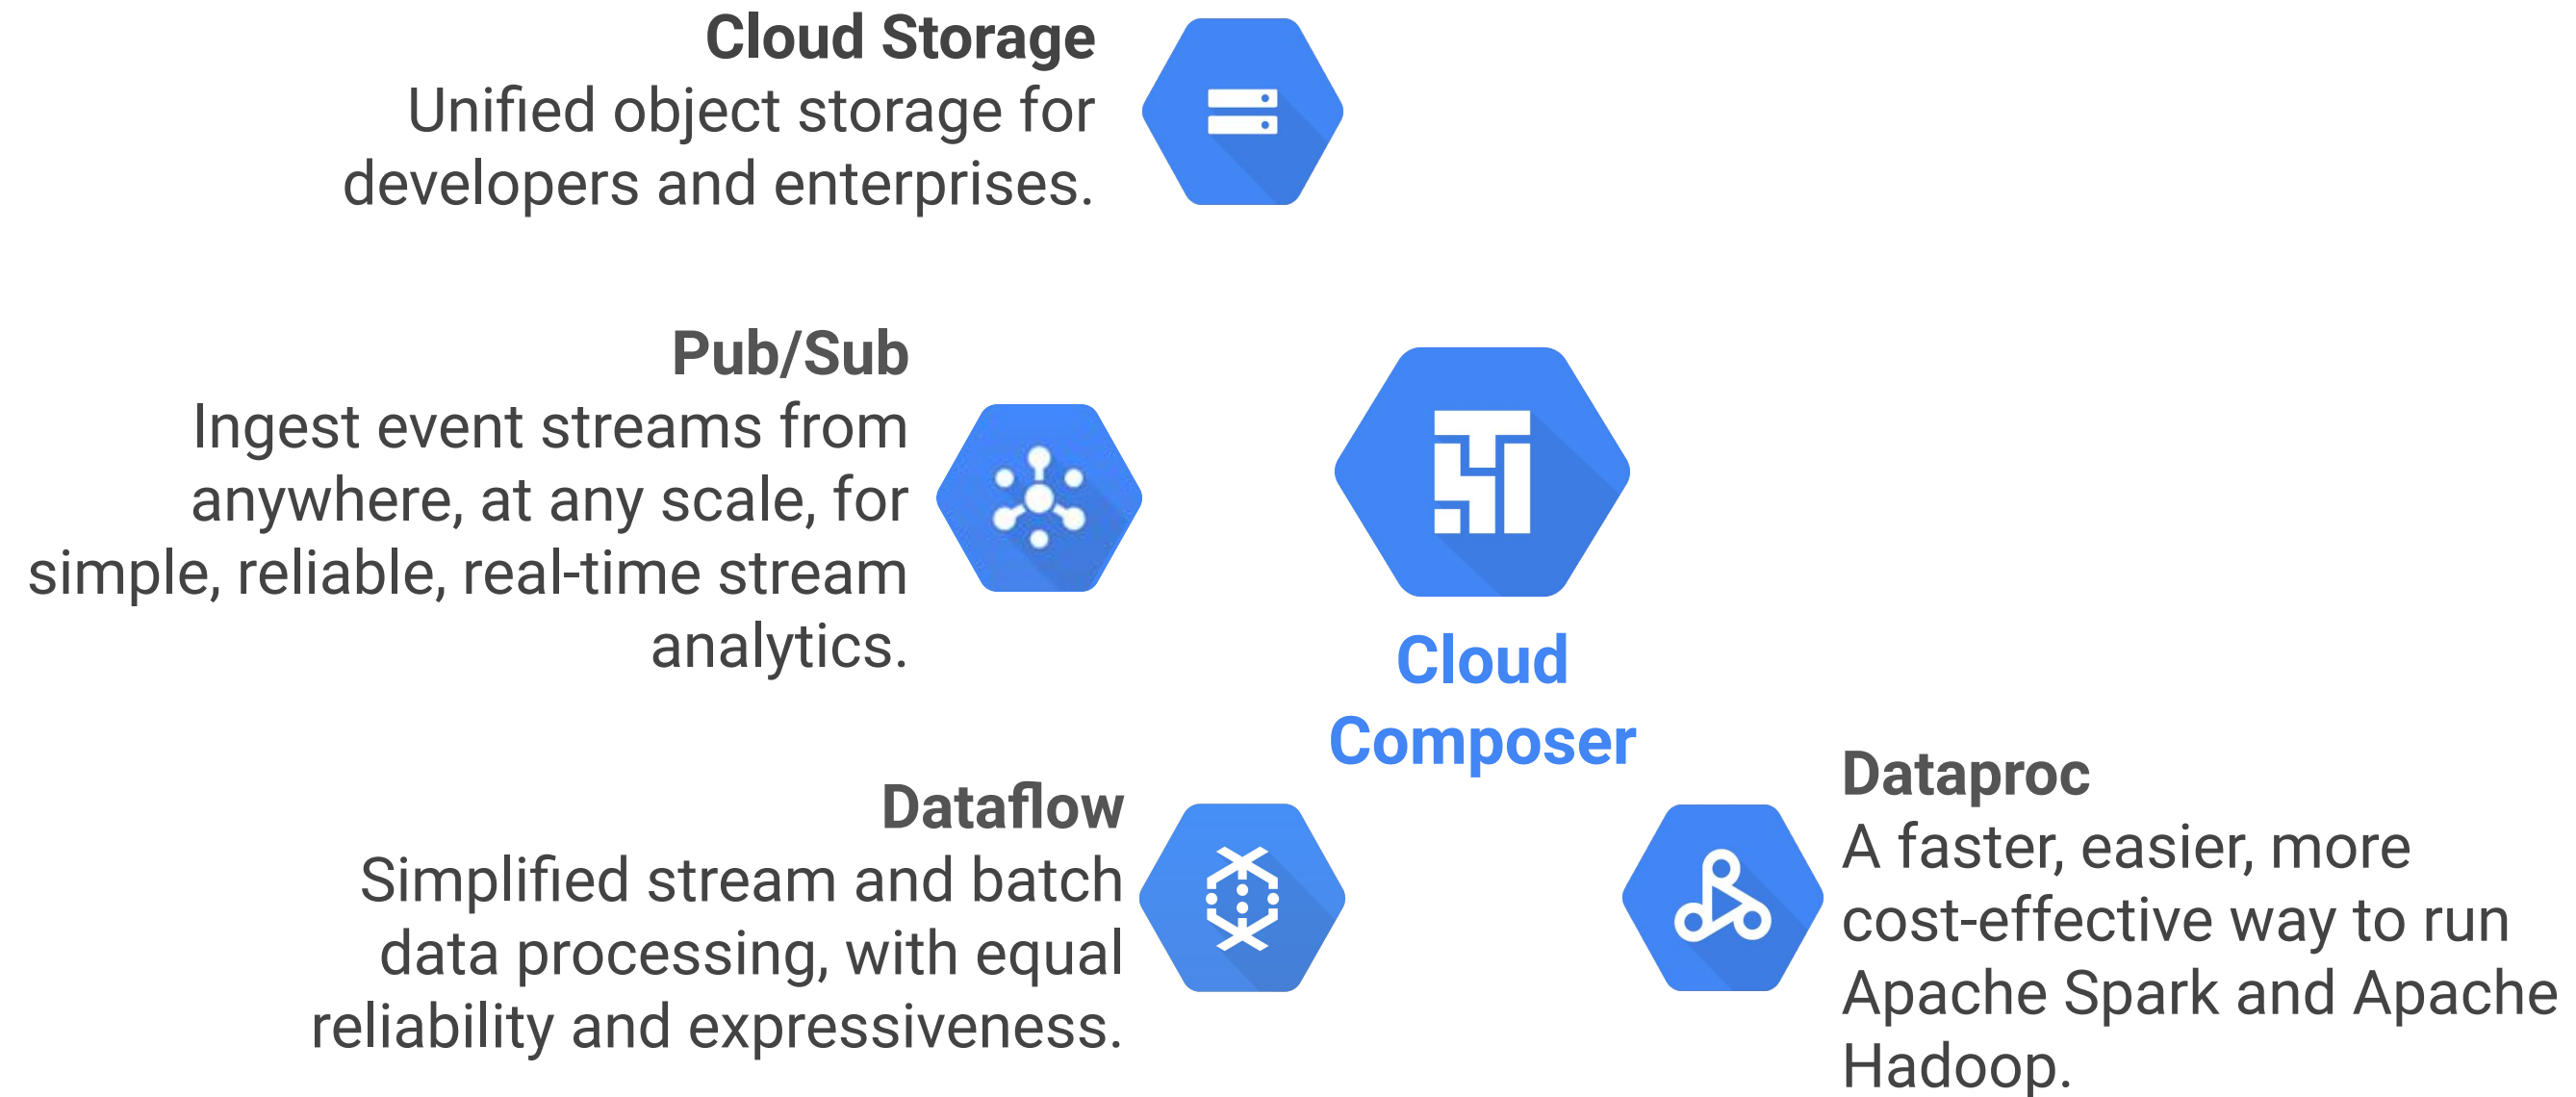 Cloud Storage
Unified object storage for
developers and enterprises.
Pub/Sub
Ingest event streams from
anywhere, at any scale, for
simple, reliable, real-time stream
analytics.
Cloud
Composer
Dataflow
Simplified stream and batch
data processing, with equal
reliability and expressiveness.
Dataproc
A faster, easier, more
cost-effective way to run
Apache Spark and Apache
Hadoop.